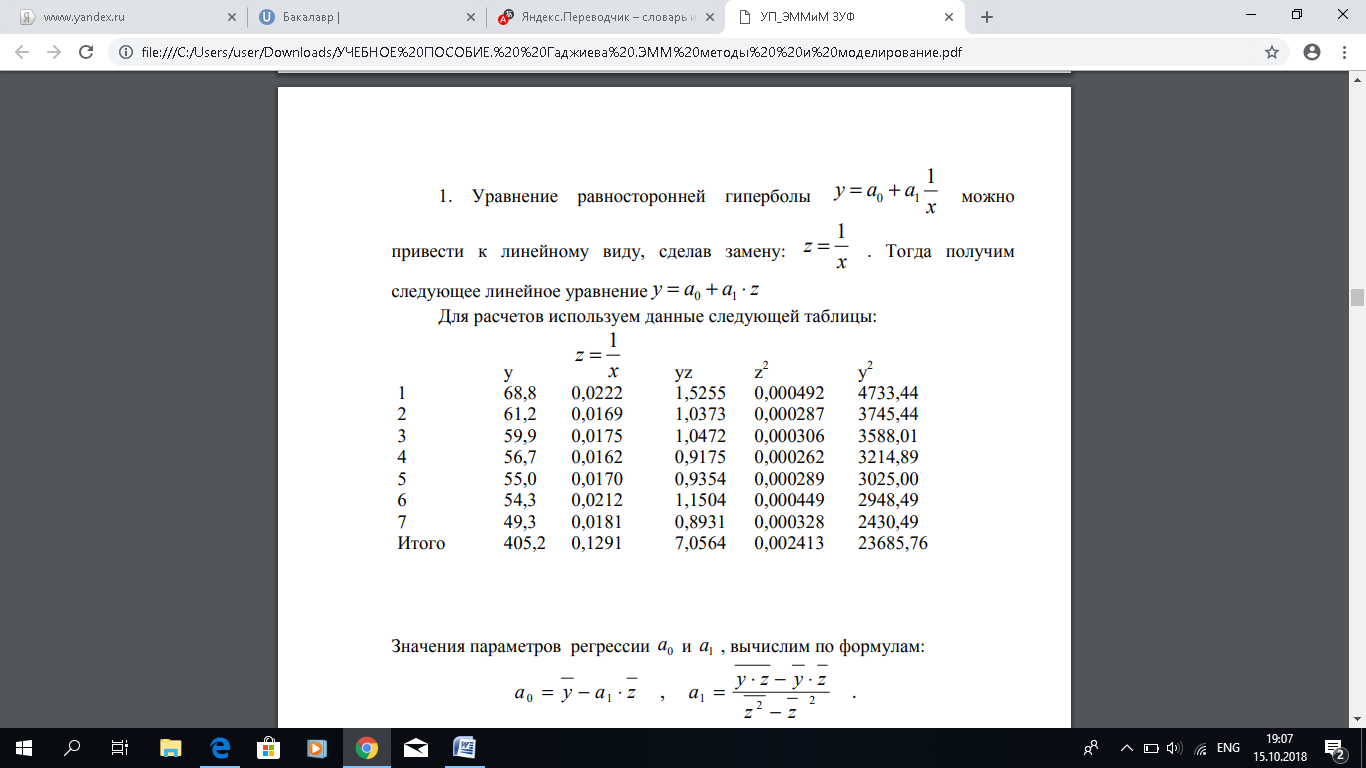 www.yandex.ru
Бакалавр |
Яндекс.Переводчик – словарь и
УП_ЭММиМ ЗУФ
file:///C:/Users/user/Downloads/УЧЕБНОЕ%20ПОСОБИЕ.%20%20Гаджиева%20.ЭММ%20методы%20%20и%20моделирование.pdf
1. Уравнение равносторонней гиперболы y = a₀ + a₁ 1/x можно
привести к линейному виду, сделав замену: z = 1/x . Тогда получим
следующее линейное уравнение y = a₀ + a₁ · z
Для расчетов используем данные следующей таблицы:
y z = 1/x yz z² y²
1 68,8 0,0222 1,5255 0,000492 4733,44
2 61,2 0,0169 1,0373 0,000287 3745,44
3 59,9 0,0175 1,0472 0,000306 3588,01
4 56,7 0,0162 0,9175 0,000262 3214,89
5 55,0 0,0170 0,9354 0,000289 3025,00
6 54,3 0,0212 1,1504 0,000449 2948,49
7 49,3 0,0181 0,8931 0,000328 2430,49
Итого 405,2 0,1291 7,0564 0,002413 23685,76
Значения параметров регрессии a₀ и a₁ , вычислим по формулам:
a₀ = y̅ − a₁ · z̅ , a₁ = (y·z̅ − y̅ · z̅) / (z²̅ − z̅²) .
ENG
19:07
15.10.2018
2